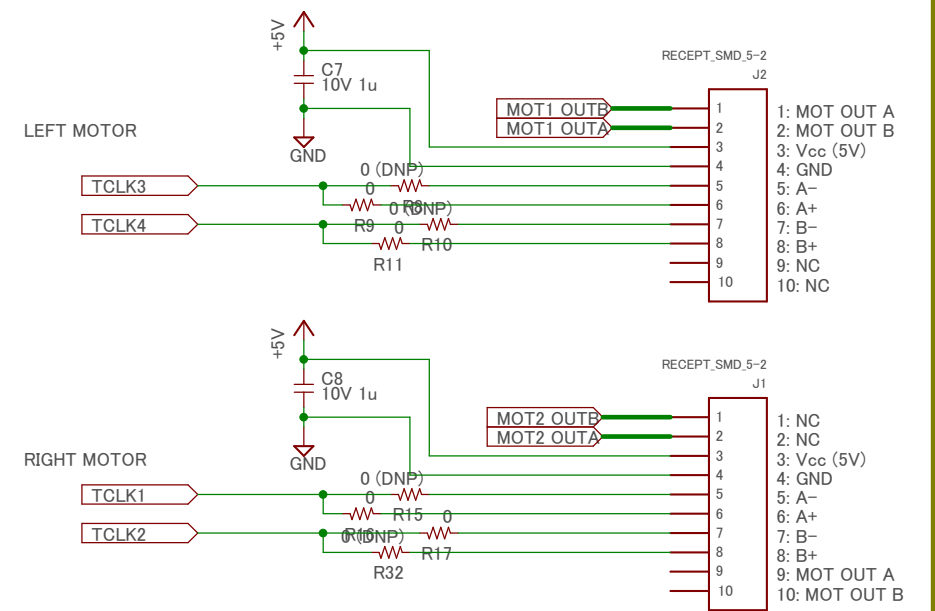 +5V
C7
10V 1u
GND
LEFT MOTOR
TCLK3
TCLK4
0 (DNP)
R8
0
R9
0 (DNP)
R10
0
R11
MOT1 OUTB
MOT1 OUTA
RECEPT_SMD_5-2
J2
1
2
3
4
5
6
7
8
9
10
1: MOT OUT A
2: MOT OUT B
3: Vcc (5V)
4: GND
5: A-
6: A+
7: B-
8: B+
9: NC
10: NC
+5V
C8
10V 1u
GND
RIGHT MOTOR
TCLK1
TCLK2
0 (DNP)
R15
0
R16
0
R17
0 (DNP)
R32
MOT2 OUTB
MOT2 OUTA
RECEPT_SMD_5-2
J1
1
2
3
4
5
6
7
8
9
10
1: NC
2: NC
3: Vcc (5V)
4: GND
5: A-
6: A+
7: B-
8: B+
9: MOT OUT A
10: MOT OUT B